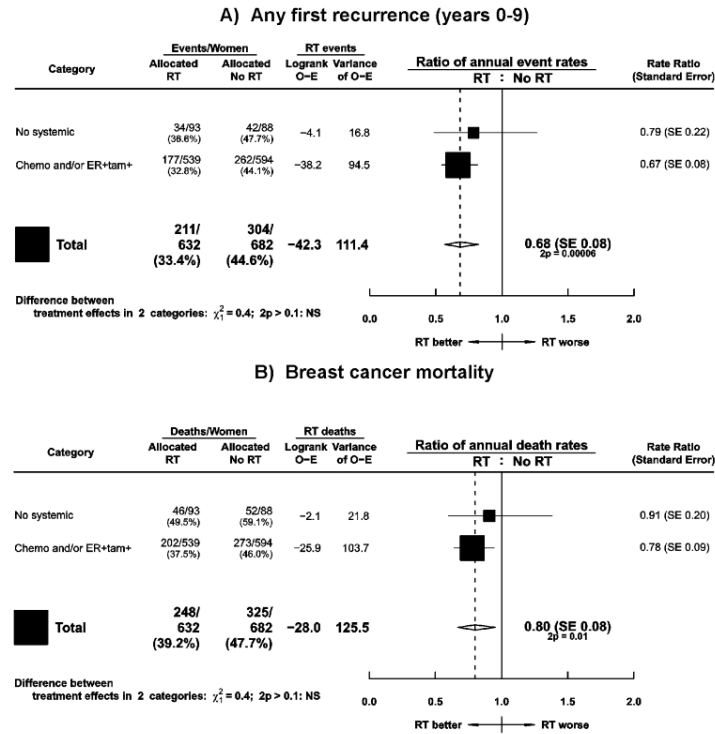 A) Any first recurrence (years 0-9)
Events/Women RT events
Category Allocated RT Allocated No RT Logrank O−E Variance of O−E Ratio of annual event rates RT : No RT Rate Ratio (Standard Error)
No systemic 34/93 (36.6%) 42/88 (47.7%) −4.1 16.8 0.79 (SE 0.22)
Chemo and/or ER+tam+ 177/539 (32.8%) 262/594 (44.1%) −38.2 94.5 0.67 (SE 0.08)
Total 211/632 (33.4%) 304/682 (44.6%) −42.3 111.4 0.68 (SE 0.08)
2p = 0.00006
Difference between
treatment effects in 2 categories: χ²₁ = 0.4; 2p > 0.1: NS
0.0 0.5 1.0 1.5 2.0
RT better RT worse
B) Breast cancer mortality
Deaths/Women RT deaths
Category Allocated RT Allocated No RT Logrank O−E Variance of O−E Ratio of annual death rates RT : No RT Rate Ratio (Standard Error)
No systemic 46/93 (49.5%) 52/88 (59.1%) −2.1 21.8 0.91 (SE 0.20)
Chemo and/or ER+tam+ 202/539 (37.5%) 273/594 (46.0%) −25.9 103.7 0.78 (SE 0.09)
Total 248/632 (39.2%) 325/682 (47.7%) −28.0 125.5 0.80 (SE 0.08)
2p = 0.01
Difference between
treatment effects in 2 categories: χ²₁ = 0.4; 2p > 0.1: NS
0.0 0.5 1.0 1.5 2.0
RT better RT worse